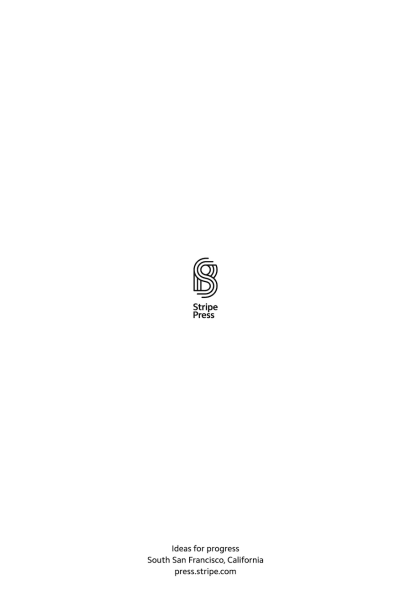 Stripe
Press
Ideas for progress
South San Francisco, California
press.stripe.com